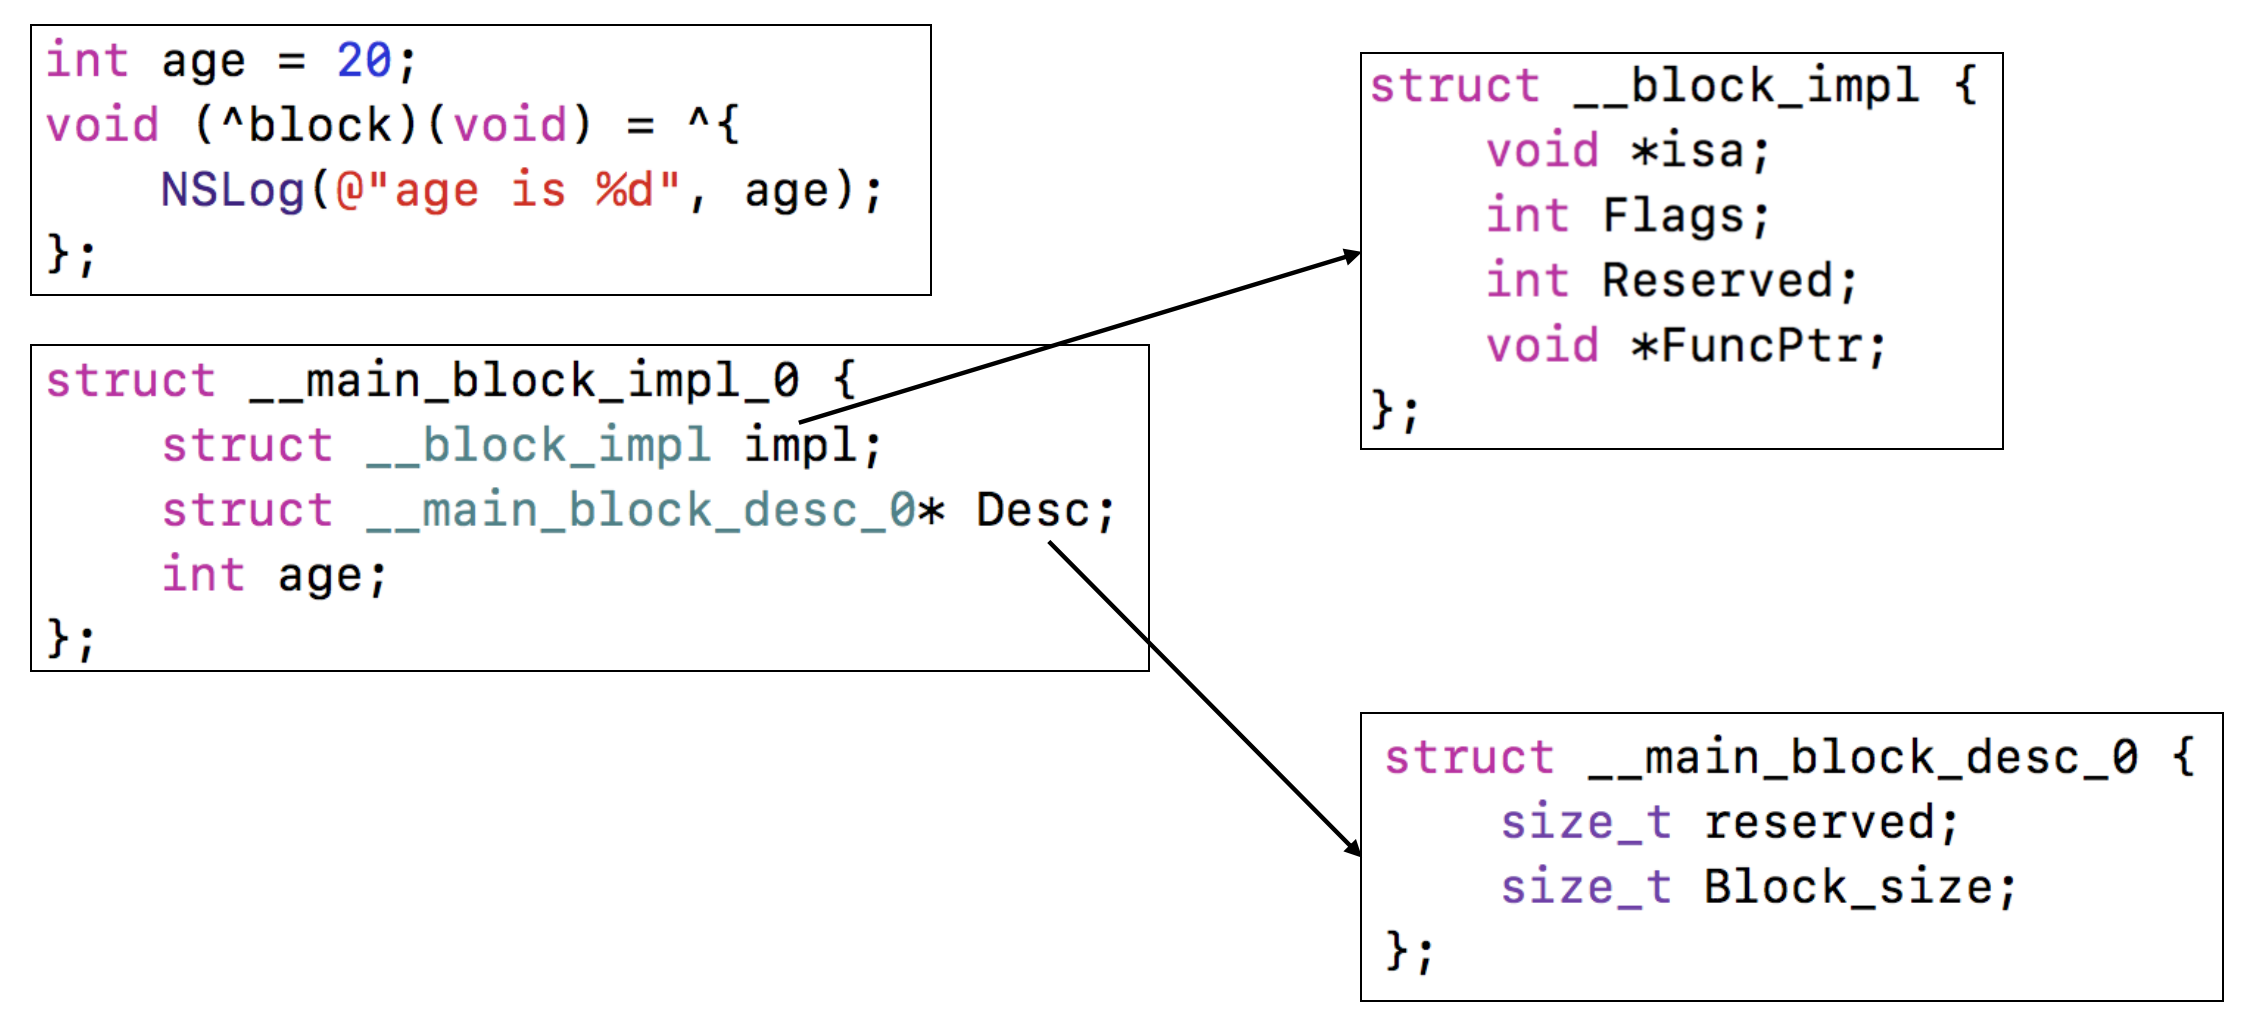 int age = 20;
void (^block)(void) = ^{
    NSLog(@"age is %d", age);
};
struct __main_block_impl_0 {
    struct __block_impl impl;
    struct __main_block_desc_0* Desc;
    int age;
};
struct __block_impl {
    void *isa;
    int Flags;
    int Reserved;
    void *FuncPtr;
};
struct __main_block_desc_0 {
    size_t reserved;
    size_t Block_size;
};